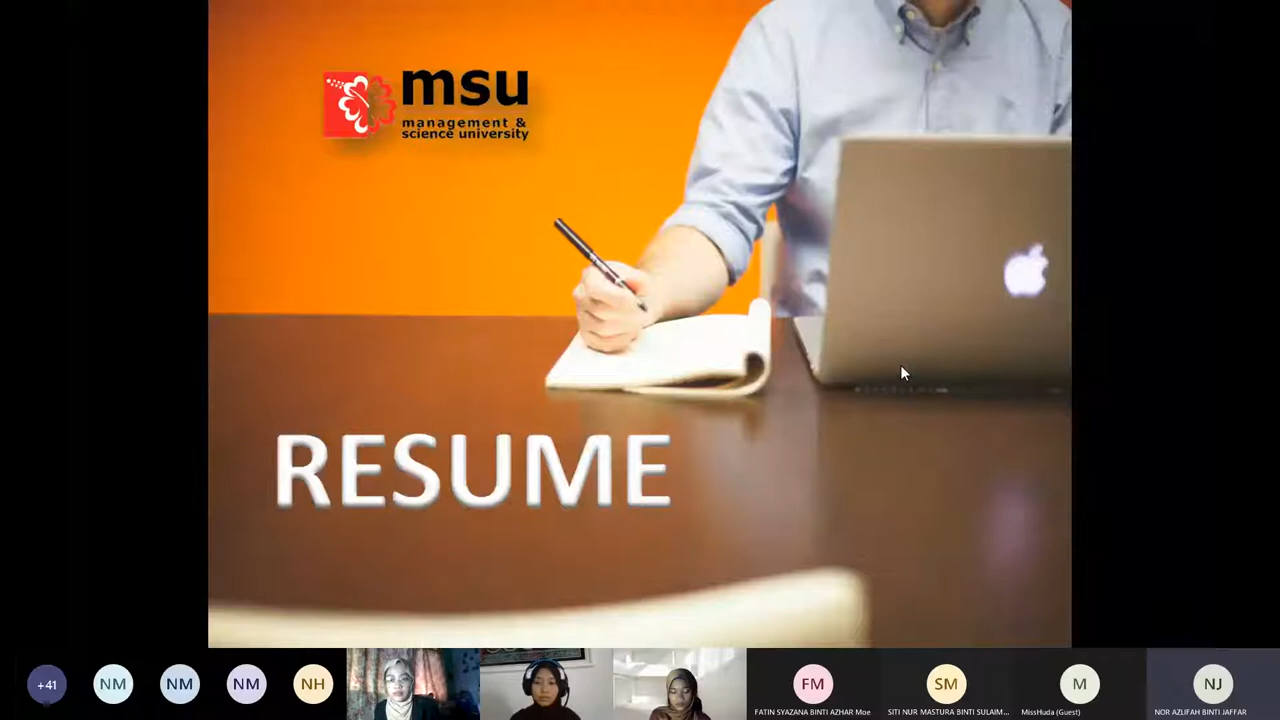 msu
management &
science university
RESUME
+41
NM
NM
NM
NH
FM
FATIN SYAZANA BINTI AZHAR Moe
SM
SITI NUR MASTURA BINTI SULAIM...
M
MissHuda (Guest)
NJ
NOR AZLIFAH BINTI JAFFAR